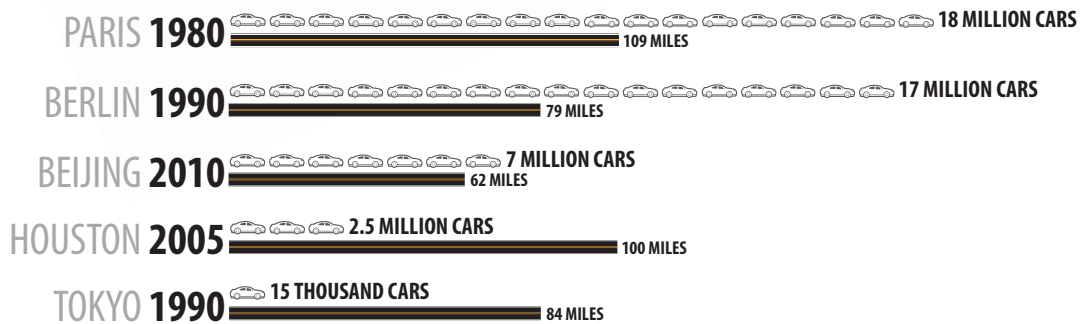 PARIS 1980 18 MILLION CARS
109 MILES
BERLIN 1990 17 MILLION CARS
79 MILES
BEIJING 2010 7 MILLION CARS
62 MILES
HOUSTON 2005 2.5 MILLION CARS
100 MILES
TOKYO 1990 15 THOUSAND CARS
84 MILES